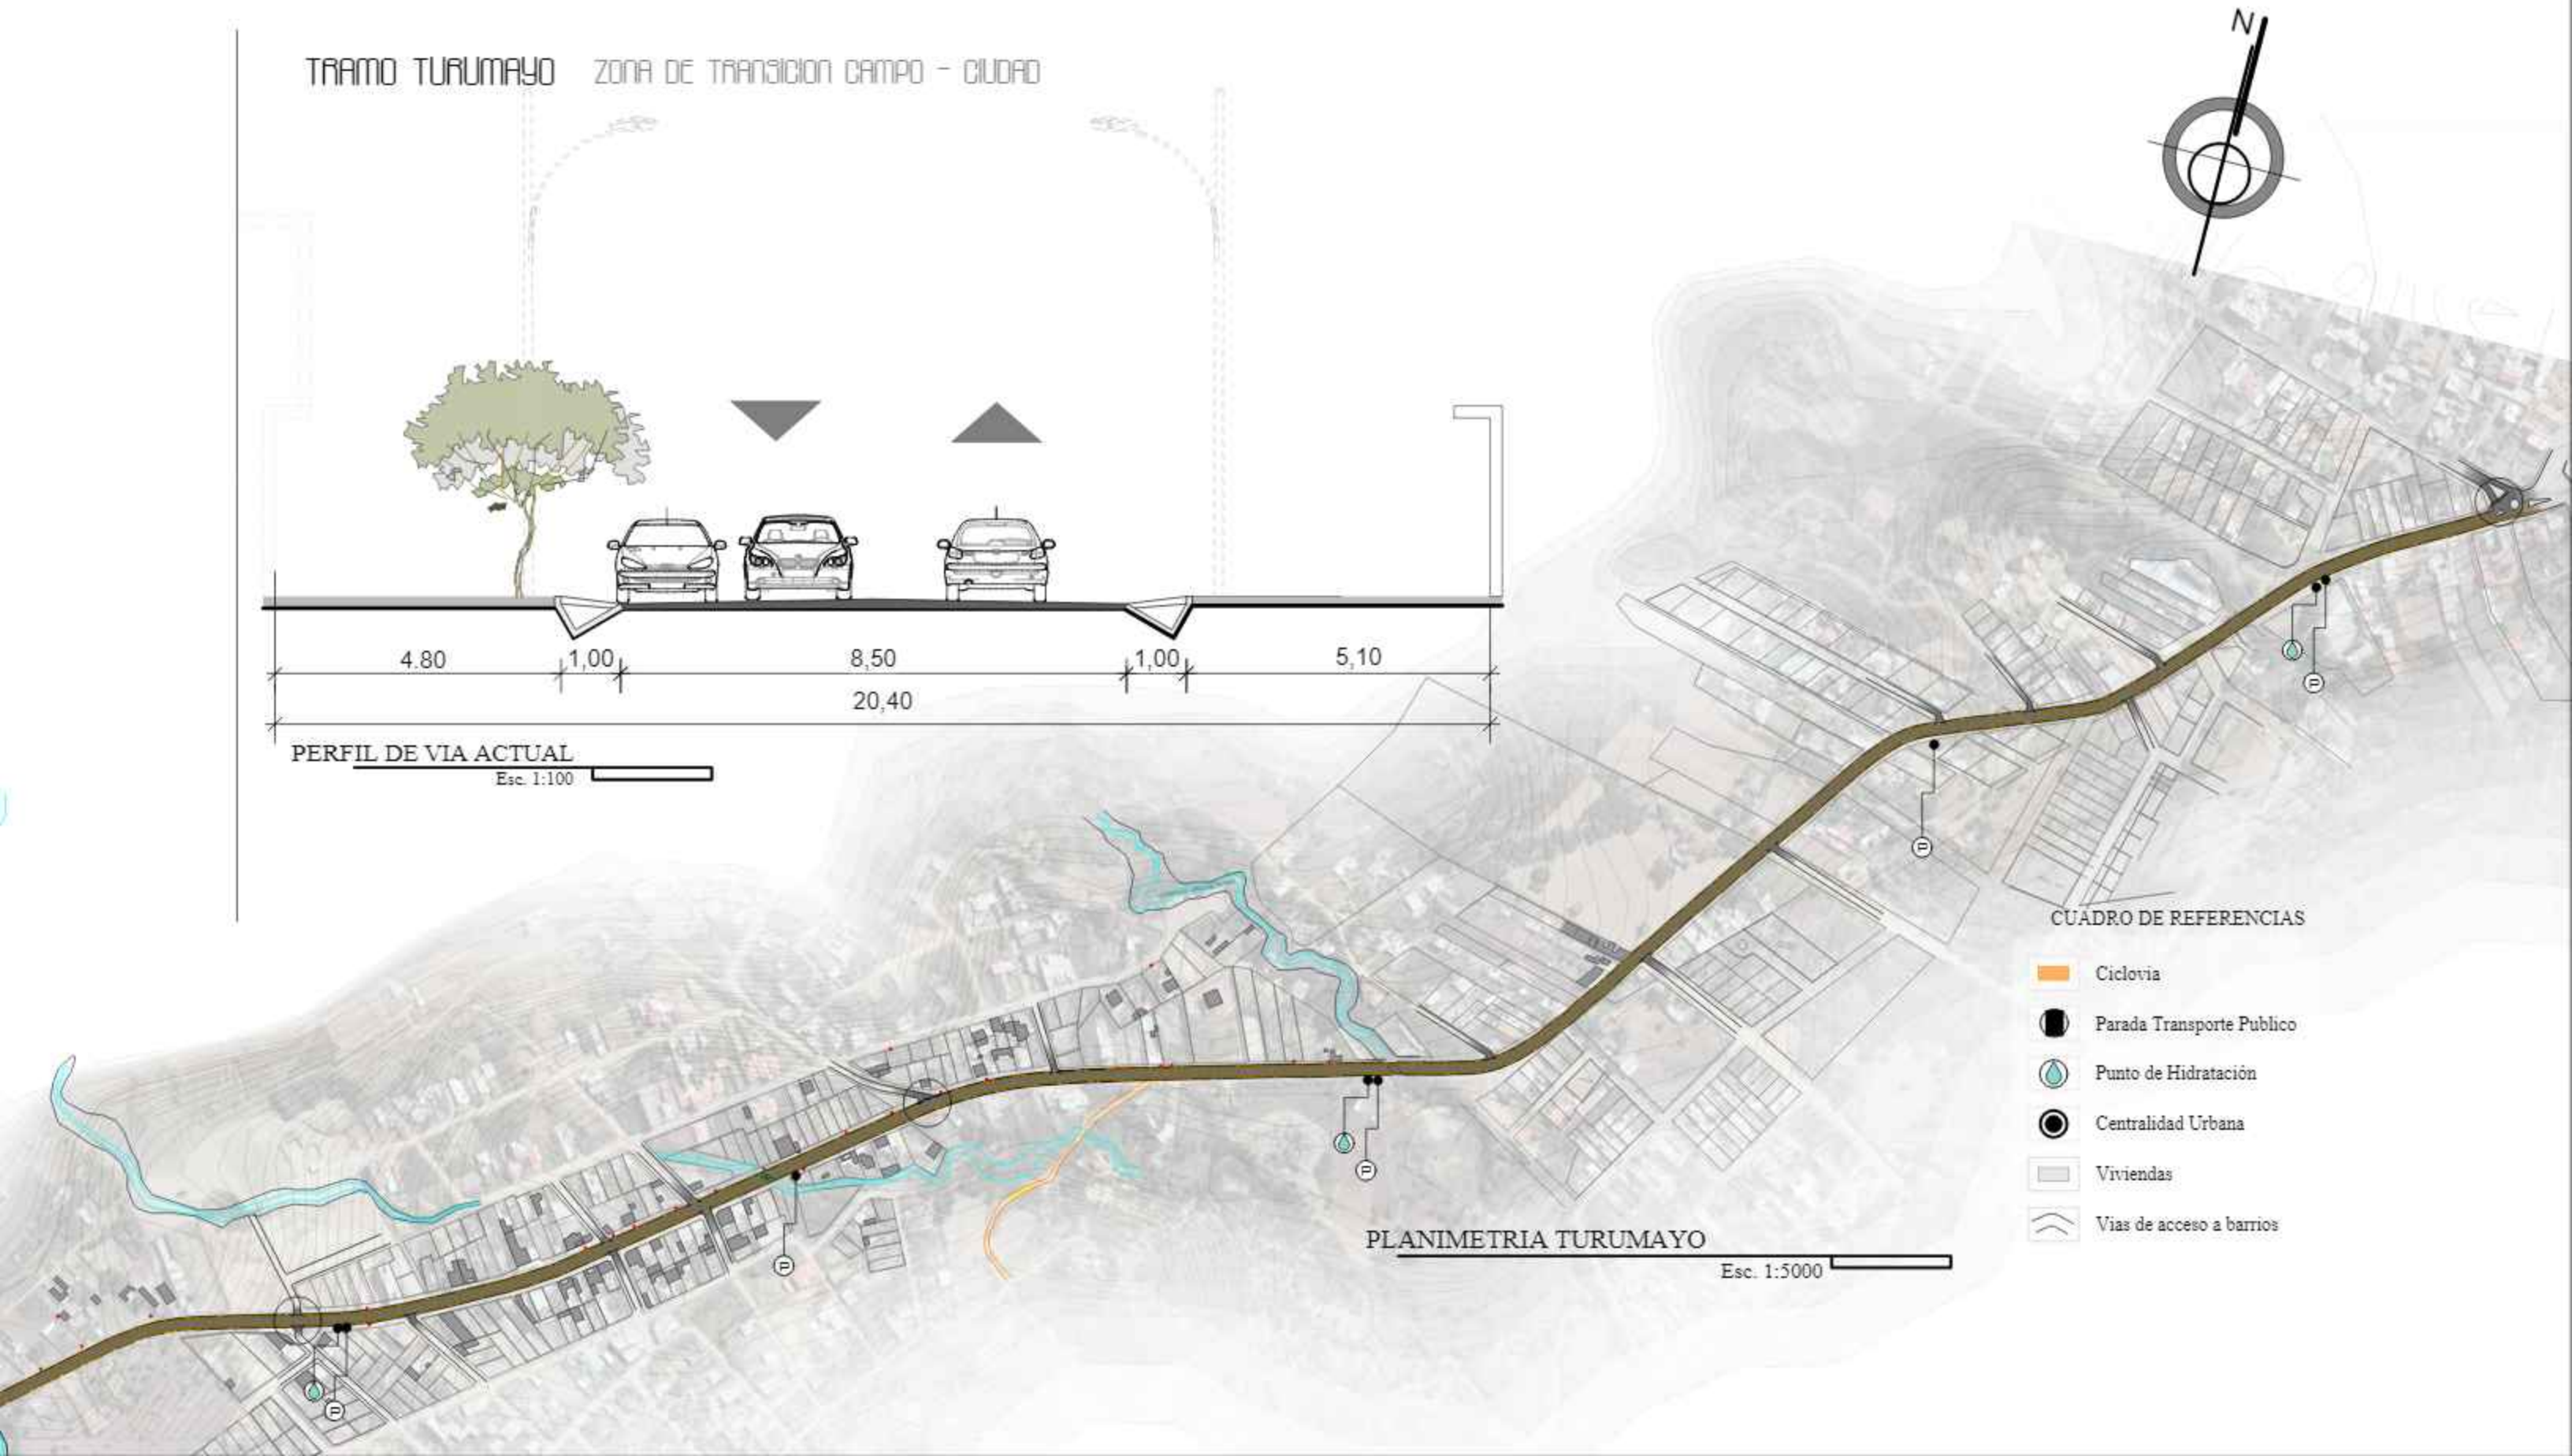 N
TRAMO TURUMAYO ZONA DE TRANSICION CAMPO - CIUDAD
4.80 1,00 8,50 1,00 5,10
20,40
PERFIL DE VIA ACTUAL
Esc. 1:100
P
P
P
P
P
CUADRO DE REFERENCIAS
Ciclovia
Parada Transporte Publico
Punto de Hidratación
Centralidad Urbana
Viviendas
Vias de acceso a barrios
PLANIMETRIA TURUMAYO
Esc. 1:5000